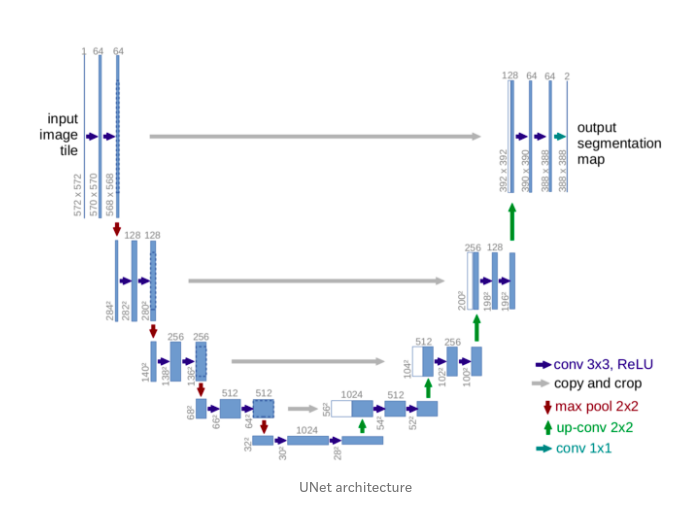 1 64 64
128 64 64 2
input
image
tile
output
segmentation
map
572 x 572
570 x 570
568 x 568
392 x 392
390 x 390
388 x 388
388 x 388
128 128
256 128
284²
282²
280²
200²
198²
196²
256 256
512 256
140²
138²
136²
104²
102²
100²
conv 3x3, ReLU
copy and crop
max pool 2x2
up-conv 2x2
conv 1x1
512 512
1024 512
68²
66²
64²
56²
54²
52²
1024
32²
30²
28²
UNet architecture